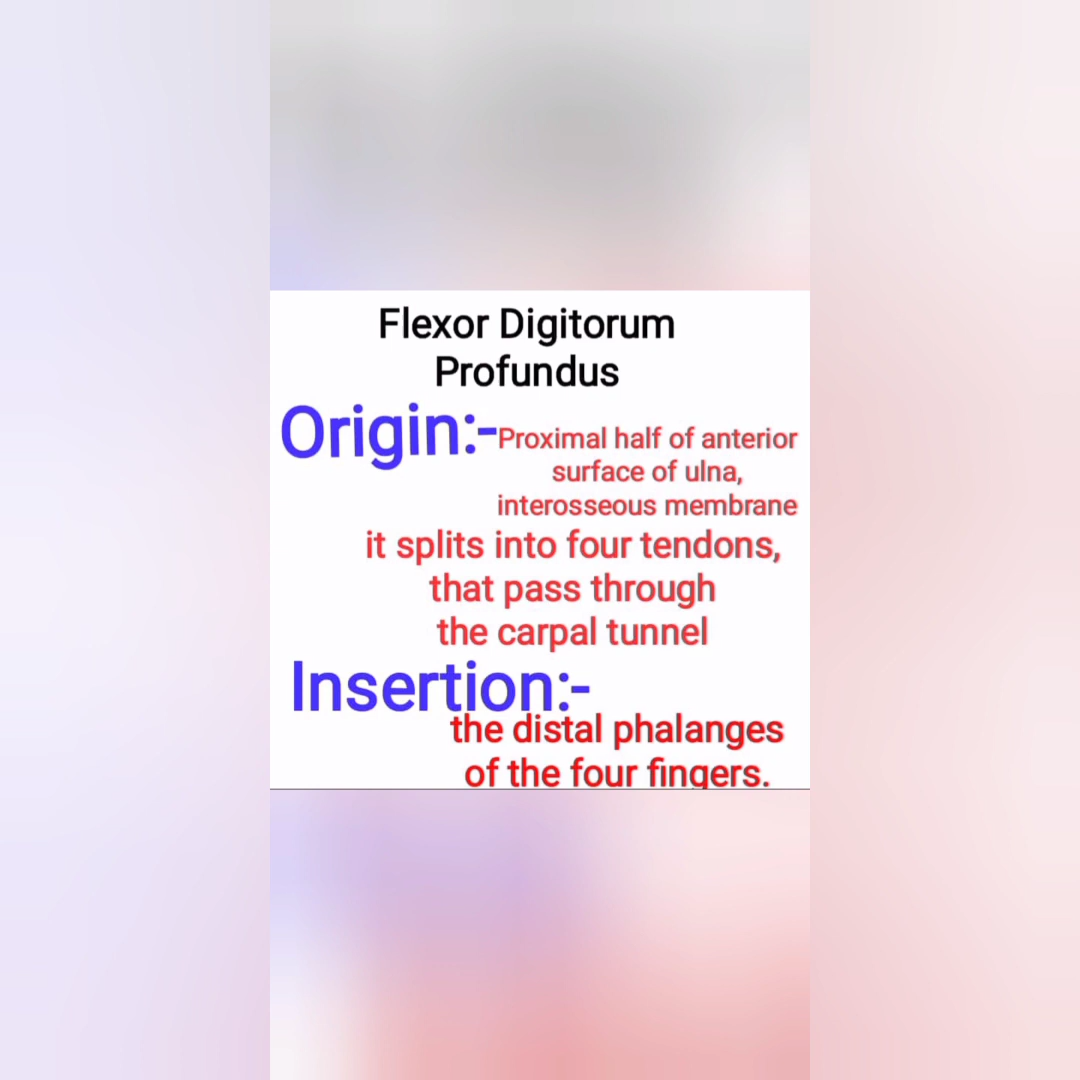 Flexor Digitorum
Profundus
Origin:-Proximal half of anterior
surface of ulna,
interosseous membrane
it splits into four tendons,
that pass through
the carpal tunnel
Insertion:-
the distal phalanges
of the four fingers.